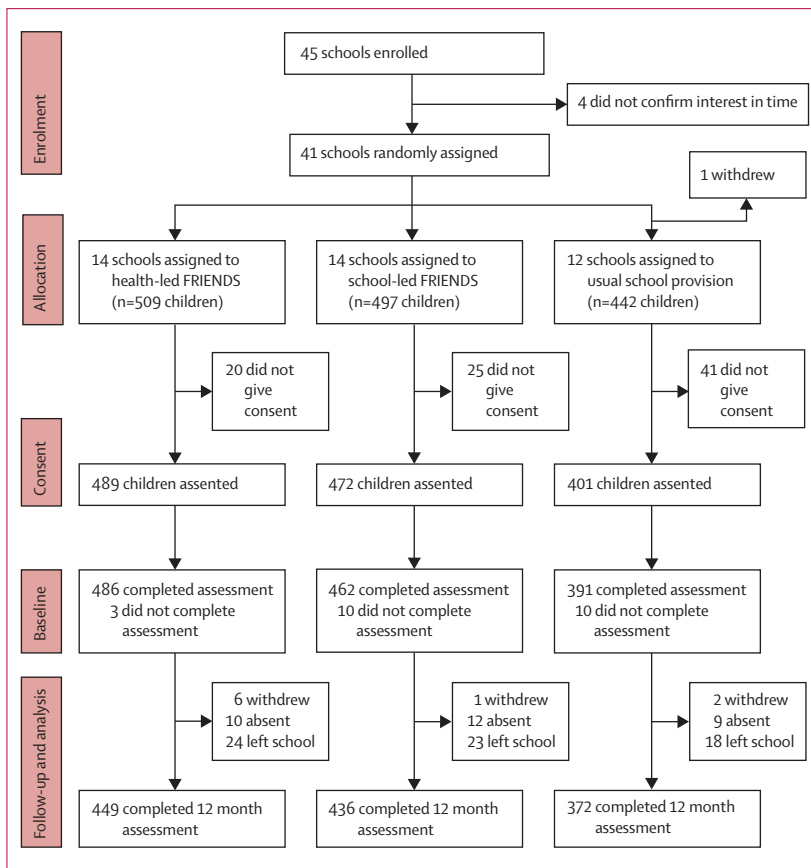 Enrolment
45 schools enrolled
4 did not confirm interest in time
41 schools randomly assigned
1 withdrew
Allocation
14 schools assigned to
health-led FRIENDS
(n=509 children)
14 schools assigned to
school-led FRIENDS
(n=497 children)
12 schools assigned to
usual school provision
(n=442 children)
20 did not
give
consent
25 did not
give
consent
41 did not
give
consent
Consent
489 children assented
472 children assented
401 children assented
Baseline
486 completed assessment
3 did not complete
assessment
462 completed assessment
10 did not complete
assessment
391 completed assessment
10 did not complete
assessment
Follow-up and analysis
6 withdrew
10 absent
24 left school
1 withdrew
12 absent
23 left school
2 withdrew
9 absent
18 left school
449 completed 12 month
assessment
436 completed 12 month
assessment
372 completed 12 month
assessment